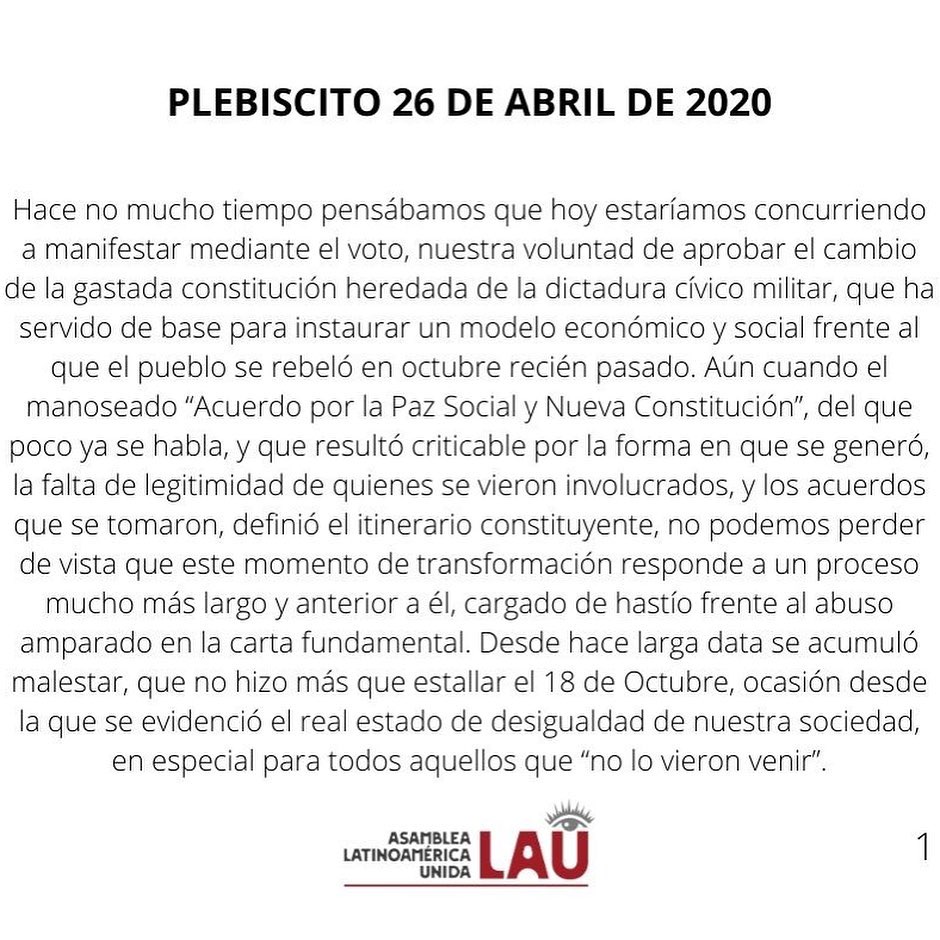 PLEBISCITO 26 DE ABRIL DE 2020
Hace no mucho tiempo pensábamos que hoy estaríamos concurriendo
a manifestar mediante el voto, nuestra voluntad de aprobar el cambio
de la gastada constitución heredada de la dictadura cívico militar, que ha
servido de base para instaurar un modelo económico y social frente al
que el pueblo se rebeló en octubre recién pasado. Aún cuando el
manoseado “Acuerdo por la Paz Social y Nueva Constitución”, del que
poco ya se habla, y que resultó criticable por la forma en que se generó,
la falta de legitimidad de quienes se vieron involucrados, y los acuerdos
que se tomaron, definió el itinerario constituyente, no podemos perder
de vista que este momento de transformación responde a un proceso
mucho más largo y anterior a él, cargado de hastío frente al abuso
amparado en la carta fundamental. Desde hace larga data se acumuló
malestar, que no hizo más que estallar el 18 de Octubre, ocasión desde
la que se evidenció el real estado de desigualdad de nuestra sociedad,
en especial para todos aquellos que “no lo vieron venir”.
ASAMBLEA
LATINOAMÉRICA
UNIDA
LAU
1